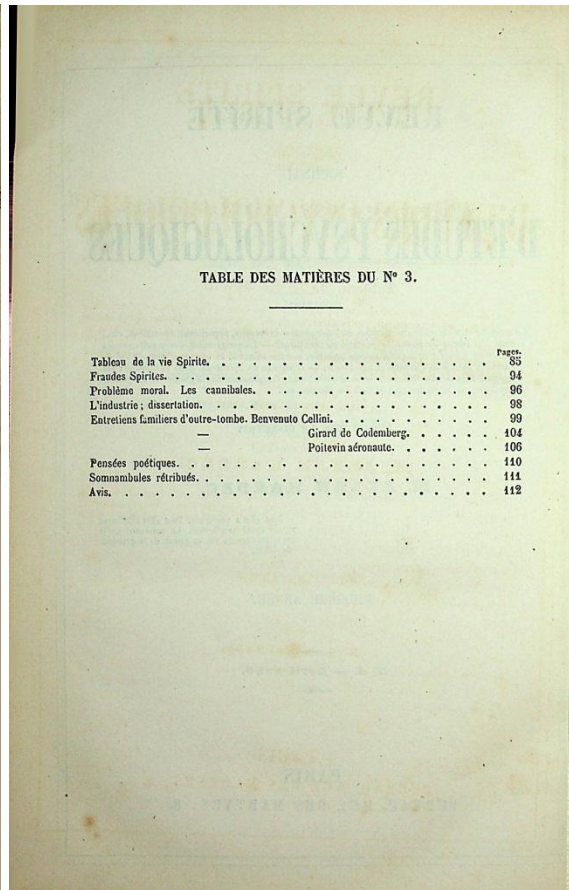 TABLE DES MATIÈRES DU Nº 3.
Pages.
Tableau de la vie Spirite. . . . . . . . . . . . . . . . . . . 85
Fraudes Spirites. . . . . . . . . . . . . . . . . . . . . . 94
Problème moral. Les cannibales. . . . . . . . . . . . . . . . 96
L'industrie; dissertation. . . . . . . . . . . . . . . . . . . 98
Entretiens familiers d'outre-tombe. Benvenuto Cellini. . . . . . . . . . 99
— Girard de Codemberg. . . . . . 104
— Poitevin aéronaute. . . . . . 106
Pensées poétiques. . . . . . . . . . . . . . . . . . . . . 110
Somnambules rétribués. . . . . . . . . . . . . . . . . . . . 111
Avis. . . . . . . . . . . . . . . . . . . . . . . . . 112